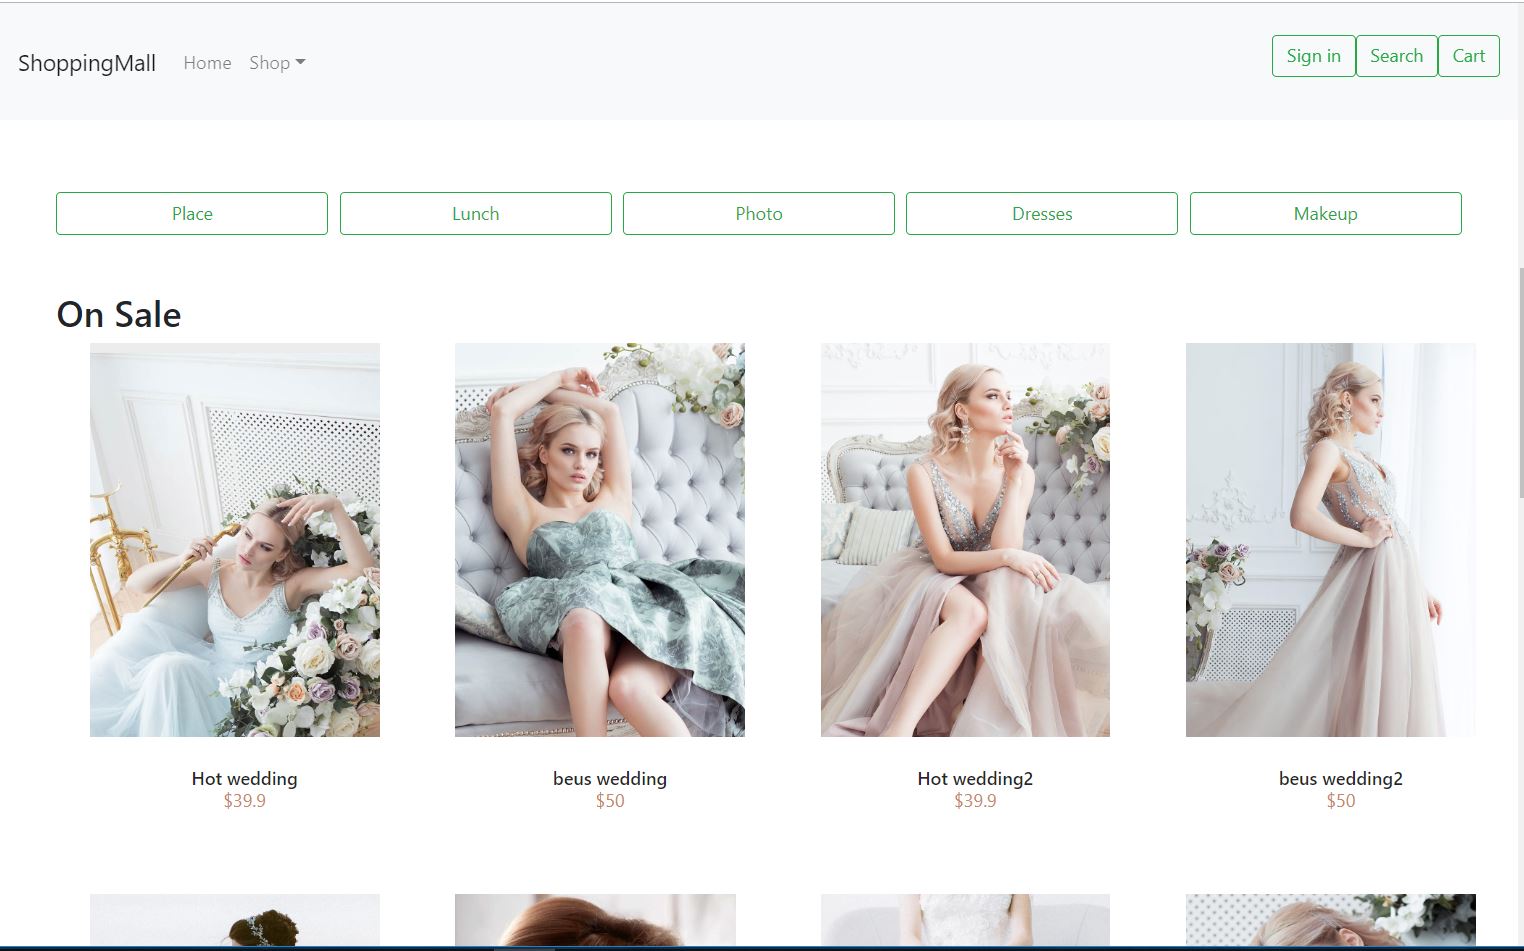 ShoppingMall Home Shop Sign in Search Cart
Place Lunch Photo Dresses Makeup
On Sale
Hot wedding beus wedding Hot wedding2 beus wedding2
$39.9 $50 $39.9 $50